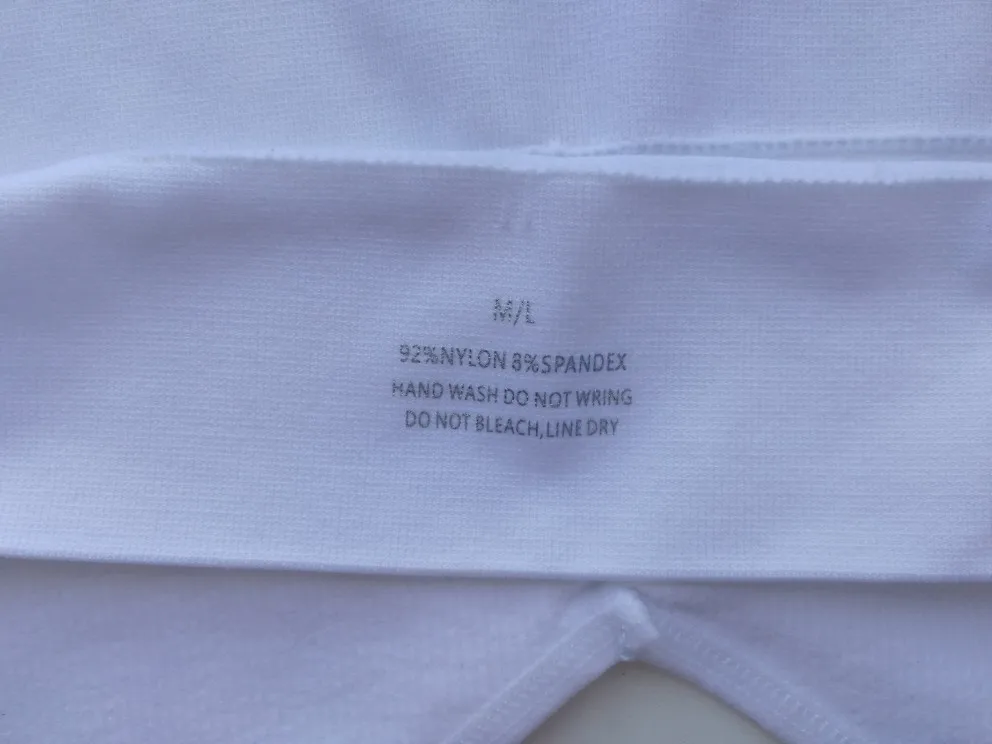 M/L
92%NYLON 8%SPANDEX
HAND WASH DO NOT WRING
DO NOT BLEACH,LINE DRY